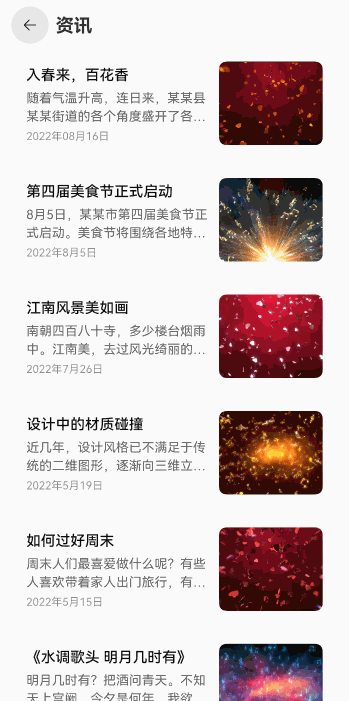 资讯
入春来，百花香
随着气温升高，连日来，某某县
某某街道的各个角度盛开了各...
2022年08月16日
第四届美食节正式启动
8月5日，某某市第四届美食节正
式启动。美食节将围绕各地特...
2022年8月5日
江南风景美如画
南朝四百八十寺，多少楼台烟雨
中。江南美，去过风光绮丽的...
2022年7月26日
设计中的材质碰撞
近几年，设计风格已不满足于传
统的二维图形，逐渐向三维立...
2022年5月19日
如何过好周末
周末人们最喜爱做什么呢？有些
人喜欢带着家人出门旅行，有...
2022年5月15日
《水调歌头 明月几时有》
明月几时有？把酒问青天。不知
天上宫阙，今夕是何年。我欲